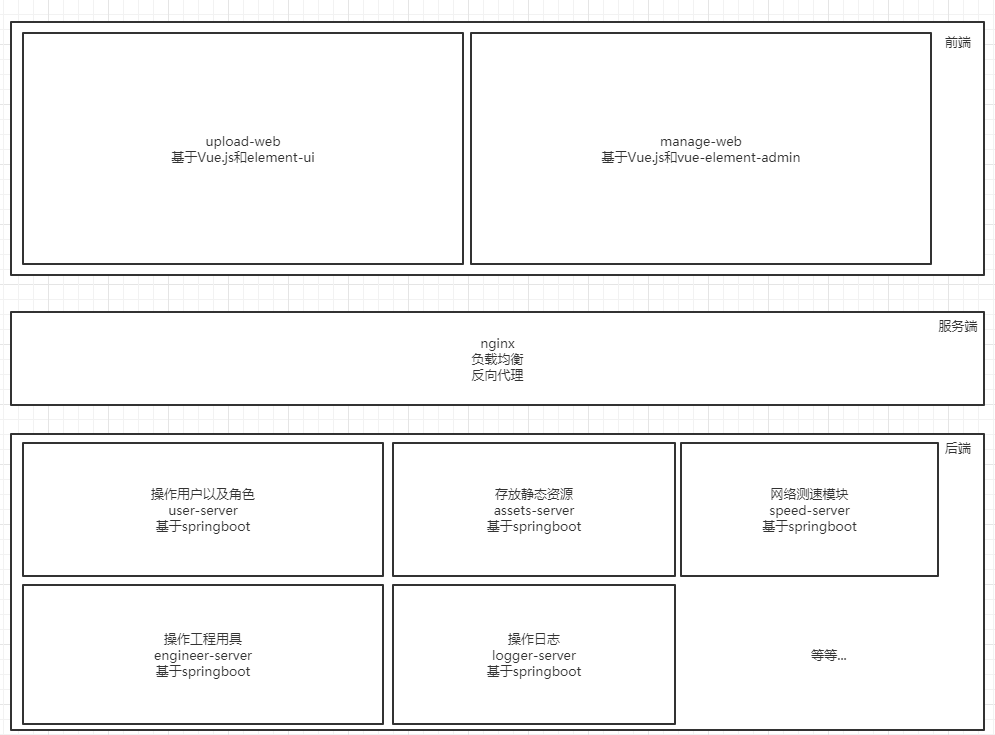 前端
upload-web
基于Vue.js和element-ui
manage-web
基于Vue.js和vue-element-admin
服务端
nginx
负载均衡
反向代理
后端
操作用户以及角色
user-server
基于springboot
存放静态资源
assets-server
基于springboot
网络测速模块
speed-server
基于springboot
操作工程用具
engineer-server
基于springboot
操作日志
logger-server
基于springboot
等等...